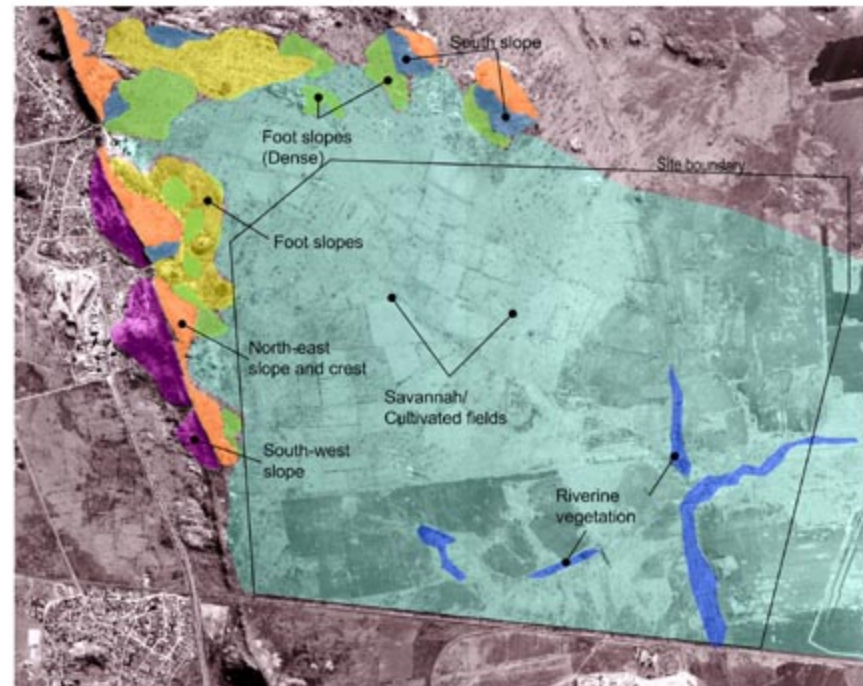 South slope
Foot slopes
(Dense)
Site boundary
Foot slopes
North-east
slope and crest
Savannah/
Cultivated fields
South-west
slope
Riverine
vegetation